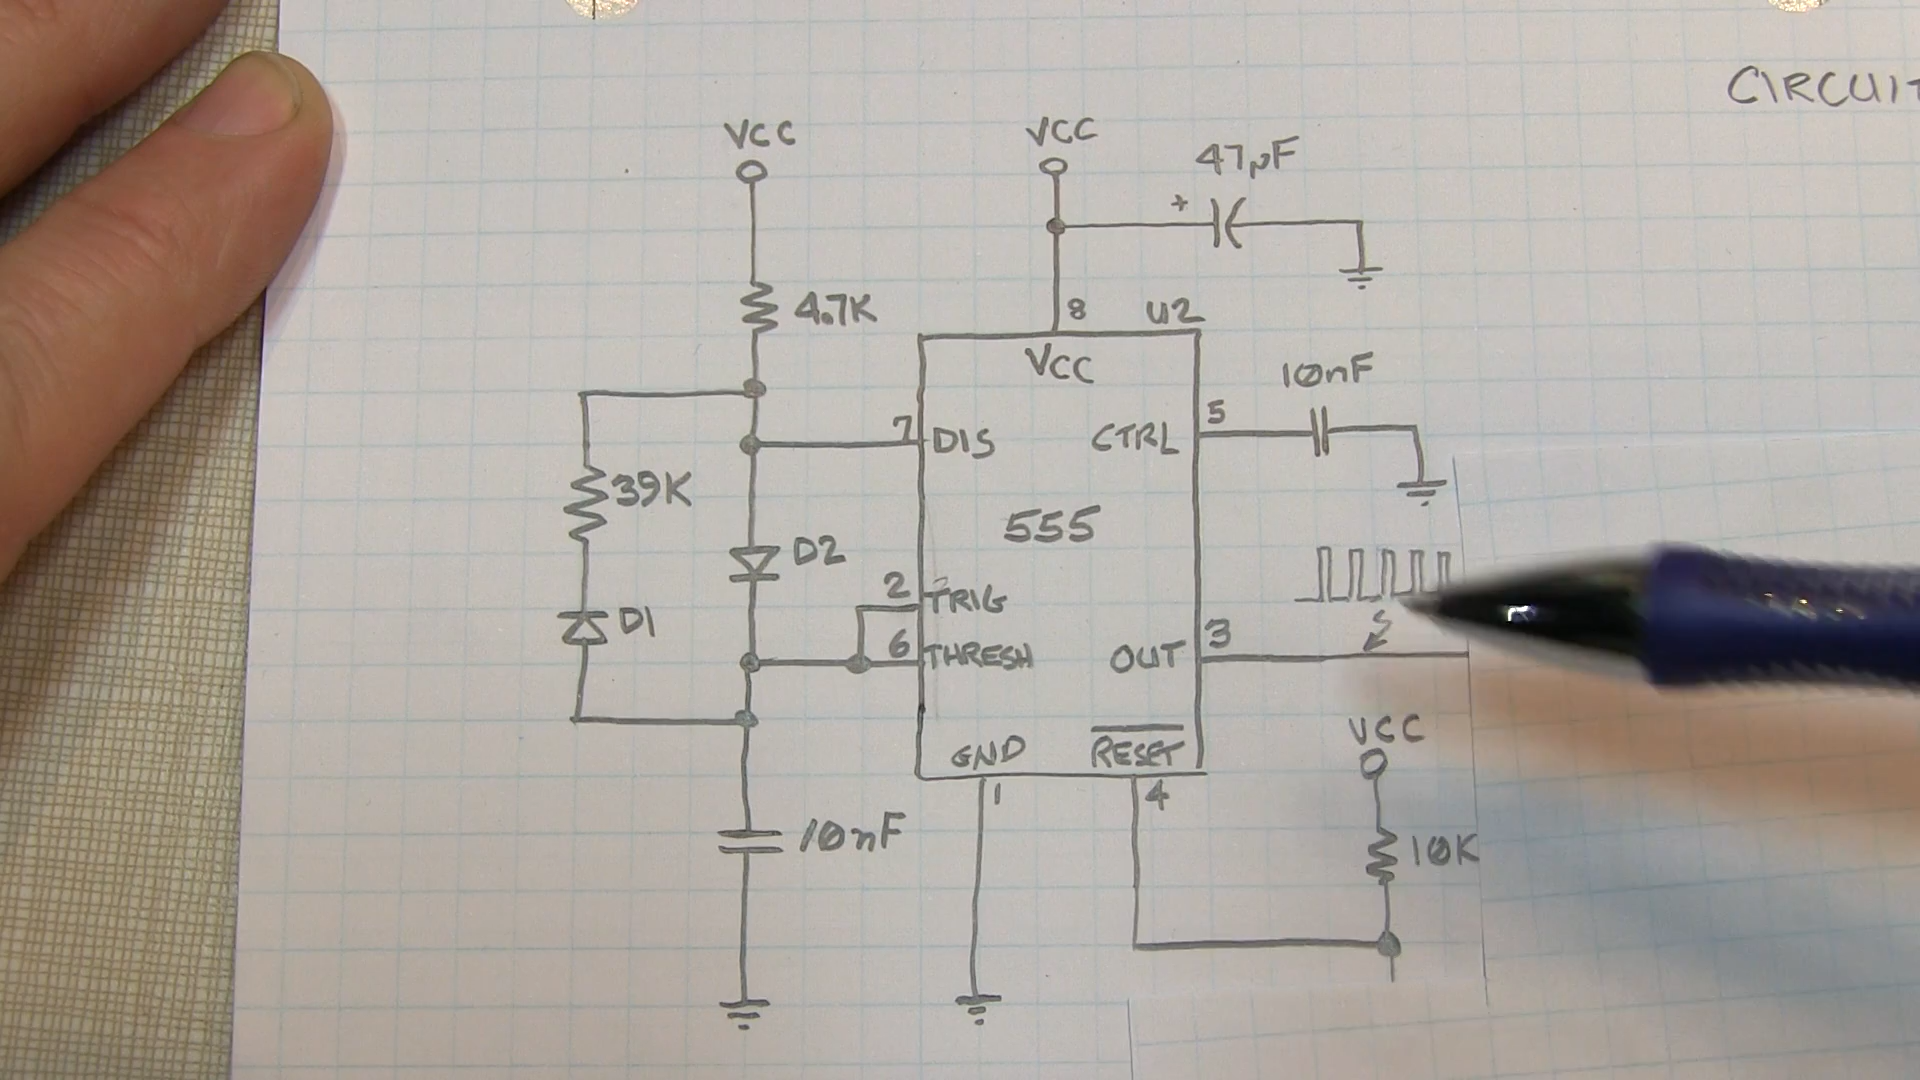 CIRCUIT
VCC
VCC
47µF
+
4.7K
8
U2
VCC
10nF
7
DIS
CTRL
5
39K
555
D2
2
TRIG
D1
6
THRESH
OUT
3
VCC
GND
RESET
1
4
10nF
10K